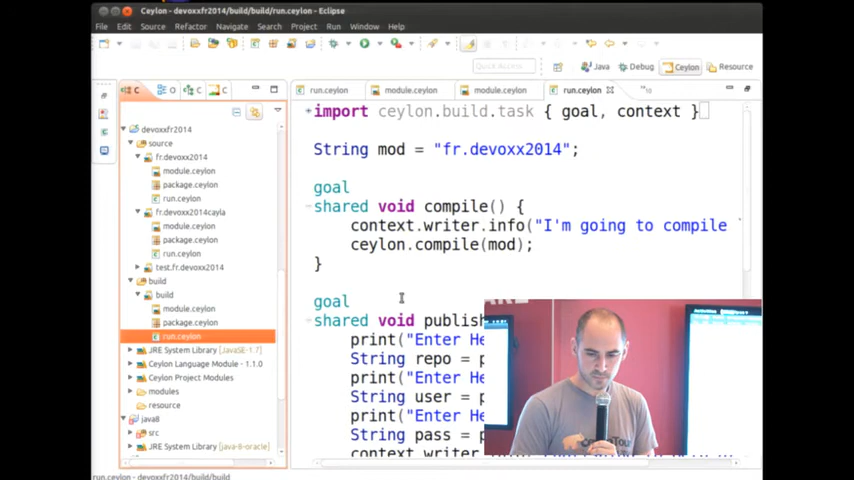 Ceylon - devoxxfr2014/build/build/run.ceylon - Eclipse
File Edit Source Refactor Navigate Search Project Run Window Help
Quick Access
Java Debug Ceylon Resource
C O C C
run.ceylon module.ceylon module.ceylon run.ceylon
devoxxfr2014
source
fr.devoxx2014
module.ceylon
package.ceylon
run.ceylon
fr.devoxx2014cayla
module.ceylon
package.ceylon
run.ceylon
test.fr.devoxx2014
build
build
module.ceylon
package.ceylon
run.ceylon
JRE System Library [JavaSE-1.7]
Ceylon Language Module - 1.1.0
Ceylon Project Modules
modules
resource
java8
src
JRE System Library [java-8-oracle]
import ceylon.build.task { goal, context }
String mod = "fr.devoxx2014";
goal
shared void compile() {
context.writer.info("I'm going to compile
ceylon.compile(mod);
}
goal
shared void publish
print("Enter He
String repo = p
print("Enter He
String user = p
print("Enter He
String pass = p
context.writer
devoxxfr2014/build/build